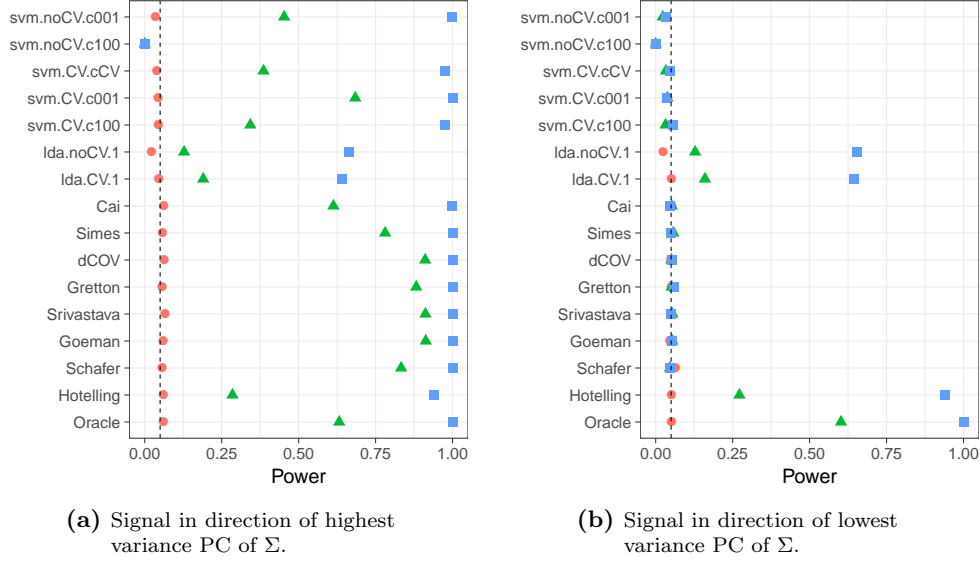 svm.noCV.c001
svm.noCV.c100
svm.CV.cCV
svm.CV.c001
svm.CV.c100
lda.noCV.1
lda.CV.1
Cai
Simes
dCOV
Gretton
Srivastava
Goeman
Schafer
Hotelling
Oracle
0.00 0.25 0.50 0.75 1.00
Power
(a) Signal in direction of highest
variance PC of Σ.
svm.noCV.c001
svm.noCV.c100
svm.CV.cCV
svm.CV.c001
svm.CV.c100
lda.noCV.1
lda.CV.1
Cai
Simes
dCOV
Gretton
Srivastava
Goeman
Schafer
Hotelling
Oracle
0.00 0.25 0.50 0.75 1.00
Power
(b) Signal in direction of lowest
variance PC of Σ.